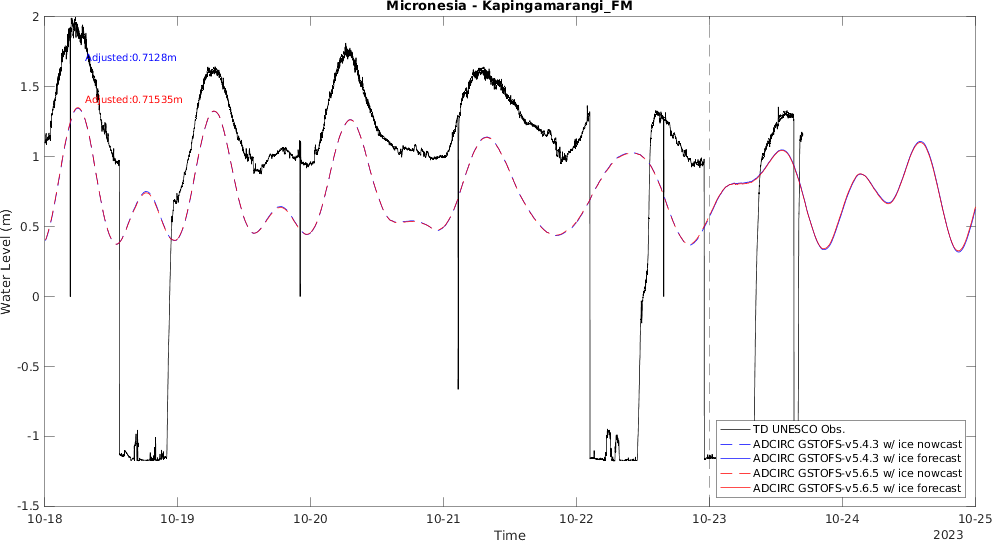 Micronesia - Kapingamarangi_FM
2
1.5
1
0.5
0
-0.5
-1
-1.5
Water Level (m)
Adjusted:0.7128m
Adjusted:0.71535m
TD UNESCO Obs.
ADCIRC GSTOFS-v5.4.3 w/ ice nowcast
ADCIRC GSTOFS-v5.4.3 w/ ice forecast
ADCIRC GSTOFS-v5.6.5 w/ ice nowcast
ADCIRC GSTOFS-v5.6.5 w/ ice forecast
10-18 10-19 10-20 10-21 10-22 10-23 10-24 10-25
Time
2023